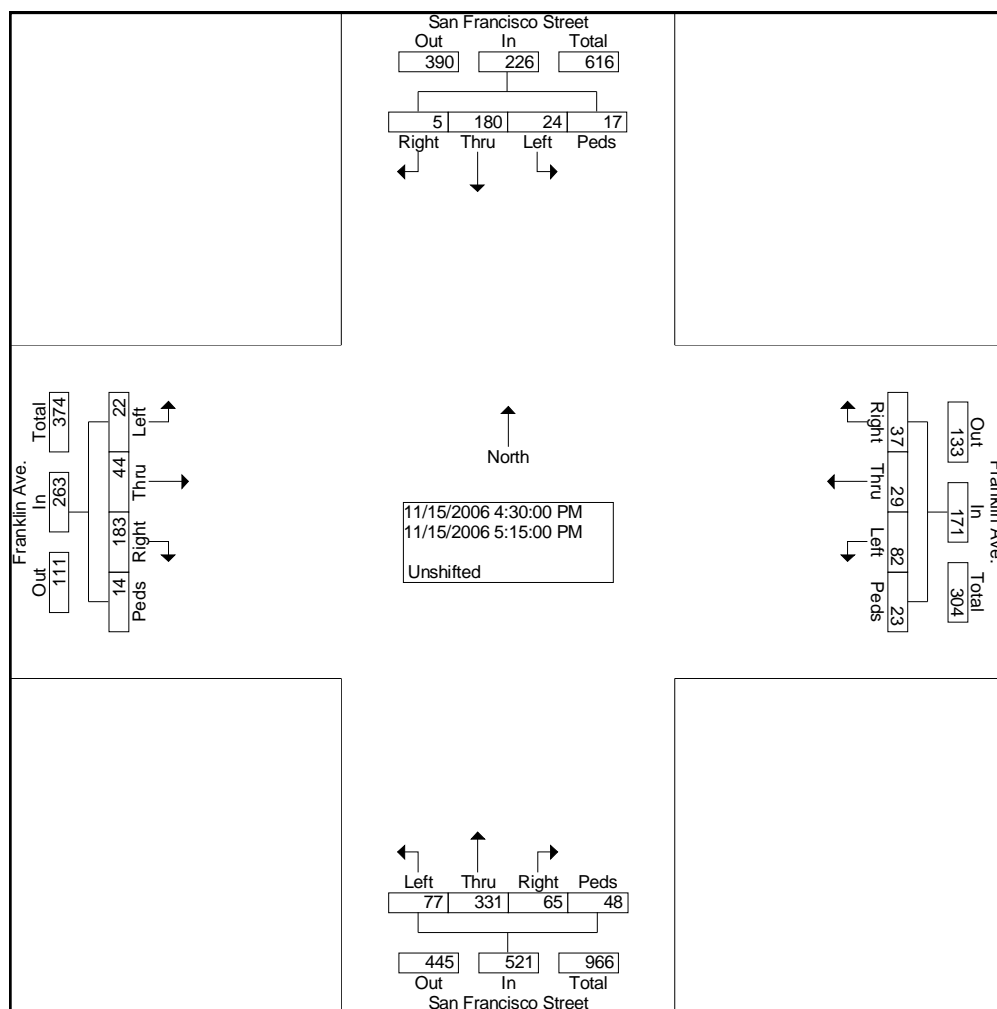 San Francisco Street
Out In Total
390 226 616
5 180 24 17
Right Thru Left Peds
Franklin Ave.
Total In Out
374 263 111
22 44 183 14
Left Thru Right Peds
North
11/15/2006 4:30:00 PM
11/15/2006 5:15:00 PM
Unshifted
Right Thru Left Peds
37 29 82 23
Out In Total
133 171 304
Franklin Ave.
Left Thru Right Peds
77 331 65 48
445 521 966
Out In Total
San Francisco Street